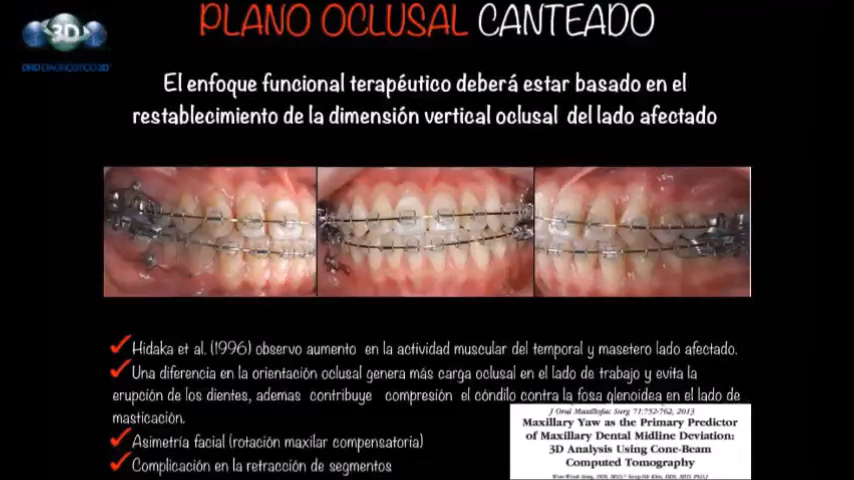 PLANO OCLUSAL CANTEADO
3D
El enfoque funcional terapéutico deberá estar basado en el
restablecimiento de la dimensión vertical oclusal del lado afectado
Hidaka et al. (1996) observo aumento en la actividad muscular del temporal y masetero lado afectado.
Una diferencia en la orientación oclusal genera más carga oclusal en el lado de trabajo y evita la
erupción de los dientes, ademas contribuye compresión el cóndilo contra la fosa glenoidea en el lado de
masticación.
Asimetría facial (rotación maxilar compensatoria)
Complicación en la retracción de segmentos
J Oral Maxillofac Surg 71:752-762, 2013
Maxillary Yaw as the Primary Predictor
of Maxillary Dental Midline Deviation:
3D Analysis Using Cone-Beam
Computed Tomography